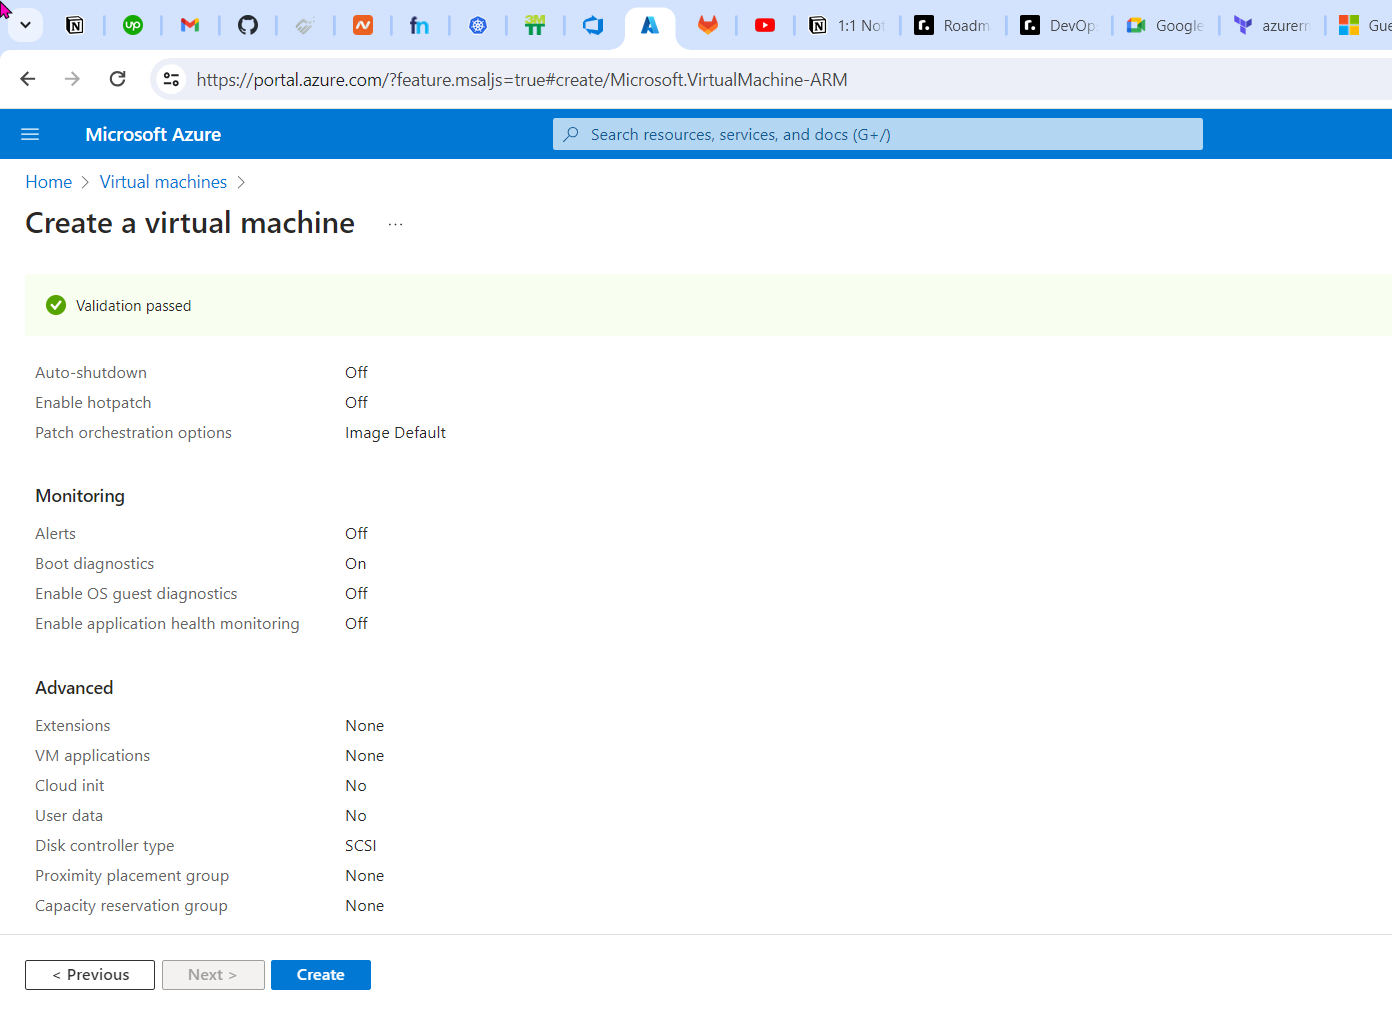 up 1:1 Not Roadm DevOp Google azurerm Gue
https://portal.azure.com/?feature.msaljs=true#create/Microsoft.VirtualMachine-ARM
Microsoft Azure Search resources, services, and docs (G+/)
Home > Virtual machines >
Create a virtual machine ...
Validation passed
Auto-shutdown Off
Enable hotpatch Off
Patch orchestration options Image Default
Monitoring
Alerts Off
Boot diagnostics On
Enable OS guest diagnostics Off
Enable application health monitoring Off
Advanced
Extensions None
VM applications None
Cloud init No
User data No
Disk controller type SCSI
Proximity placement group None
Capacity reservation group None
< Previous Next > Create